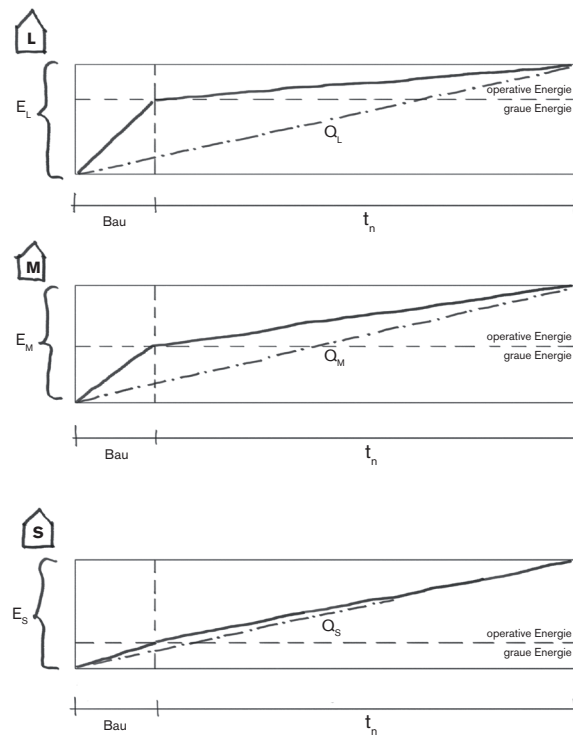 L
E_L
operative Energie
graue Energie
Q_L
Bau
t_n
M
E_M
operative Energie
graue Energie
Q_M
Bau
t_n
S
E_S
operative Energie
graue Energie
Q_S
Bau
t_n